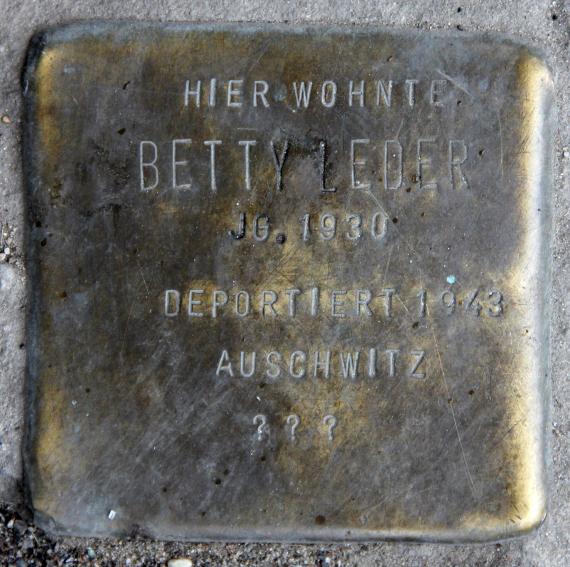 HIER WOHNTE
BETTY LEDER
JG. 1930
DEPORTIERT 1943
AUSCHWITZ
???